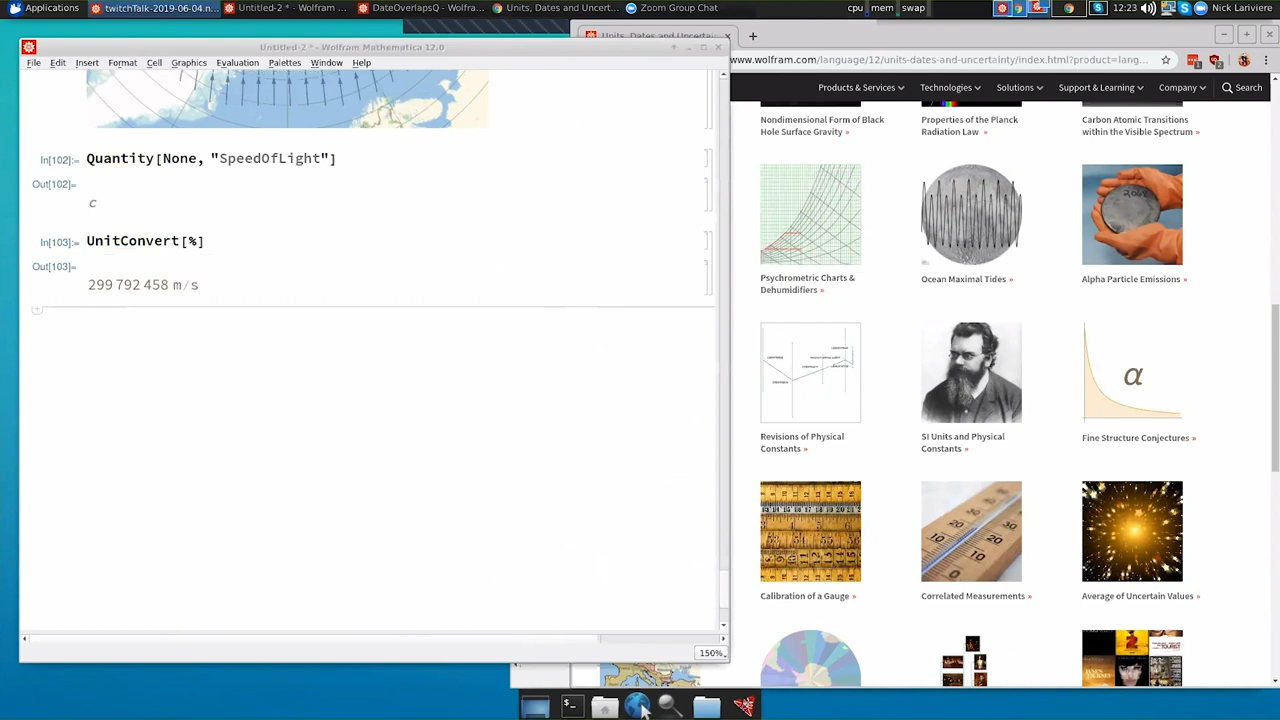 Applications
twitchTalk-2019-06-04.n...
Untitled-2 * - Wolfram ...
DateOverlapsQ - Wolfra...
Units, Dates and Uncert...
Zoom Group Chat
cpu
mem
swap
12:23
Nick Lariviere
Untitled-2 * - Wolfram Mathematica 12.0
File Edit Insert Format Cell Graphics Evaluation Palettes Window Help
In[102]:= Quantity[None, "SpeedOfLight"]
Out[102]=
c
In[103]:= UnitConvert[%]
Out[103]=
299 792 458 m/s
150%
Units, Dates and Uncertai
www.wolfram.com/language/12/units-dates-and-uncertainty/index.html?product=lang...
Products & Services
Technologies
Solutions
Support & Learning
Company
Search
Nondimensional Form of Black
Hole Surface Gravity »
Properties of the Planck
Radiation Law »
Carbon Atomic Transitions
within the Visible Spectrum »
Psychrometric Charts &
Dehumidifiers »
Ocean Maximal Tides »
Alpha Particle Emissions »
α
Revisions of Physical
Constants »
SI Units and Physical
Constants »
Fine Structure Conjectures »
Calibration of a Gauge »
Correlated Measurements »
Average of Uncertain Values »